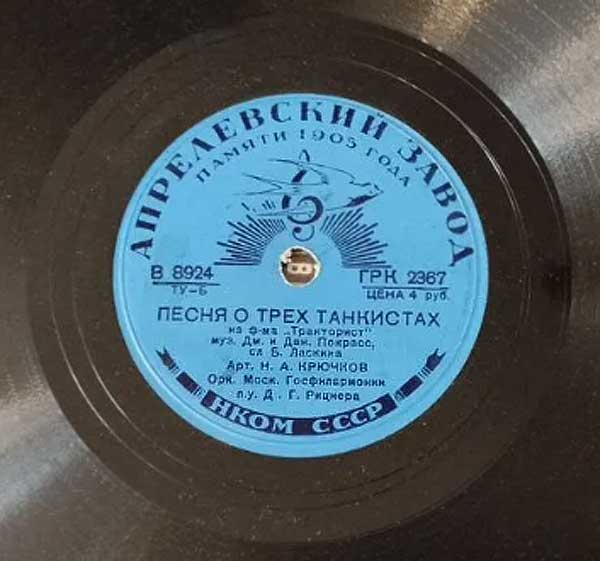 АПРЕЛЕВСКИЙ ЗАВОД
ПАМЯТИ 1905 ГОДА
В 8924
ГРК 2367
ТУ-Б
ЦЕНА 4 руб.
ПЕСНЯ О ТРЕХ ТАНКИСТАХ
из ф-ма „Тракторист"
муз. Дм. и Дан. Покрасс,
сл Б. Ласкина
Арт. Н. А. КРЮЧКОВ
Орк. Моск. Госфилармонии
п.у. Д. Г. Рицнера
НКОМ СССР